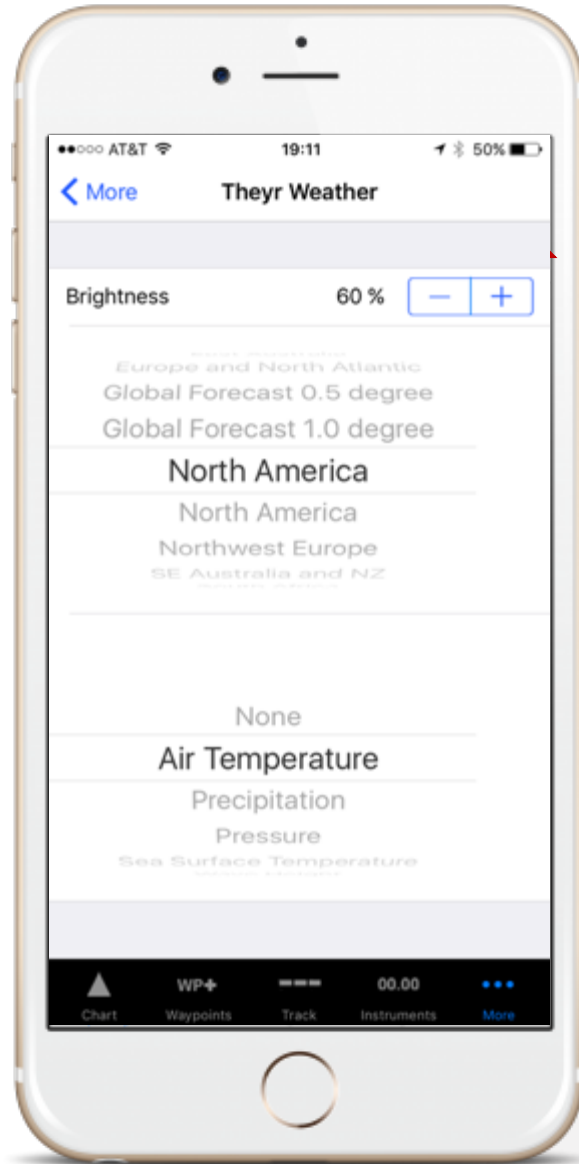 AT&T 19:11 50%
More Theyr Weather
Brightness 60 % − +
Europe and North Atlantic
Global Forecast 0.5 degree
Global Forecast 1.0 degree
North America
North America
Northwest Europe
SE Australia and NZ
None
Air Temperature
Precipitation
Pressure
Sea Surface Temperature
WP+ 00.00
Chart Waypoints Track Instruments More